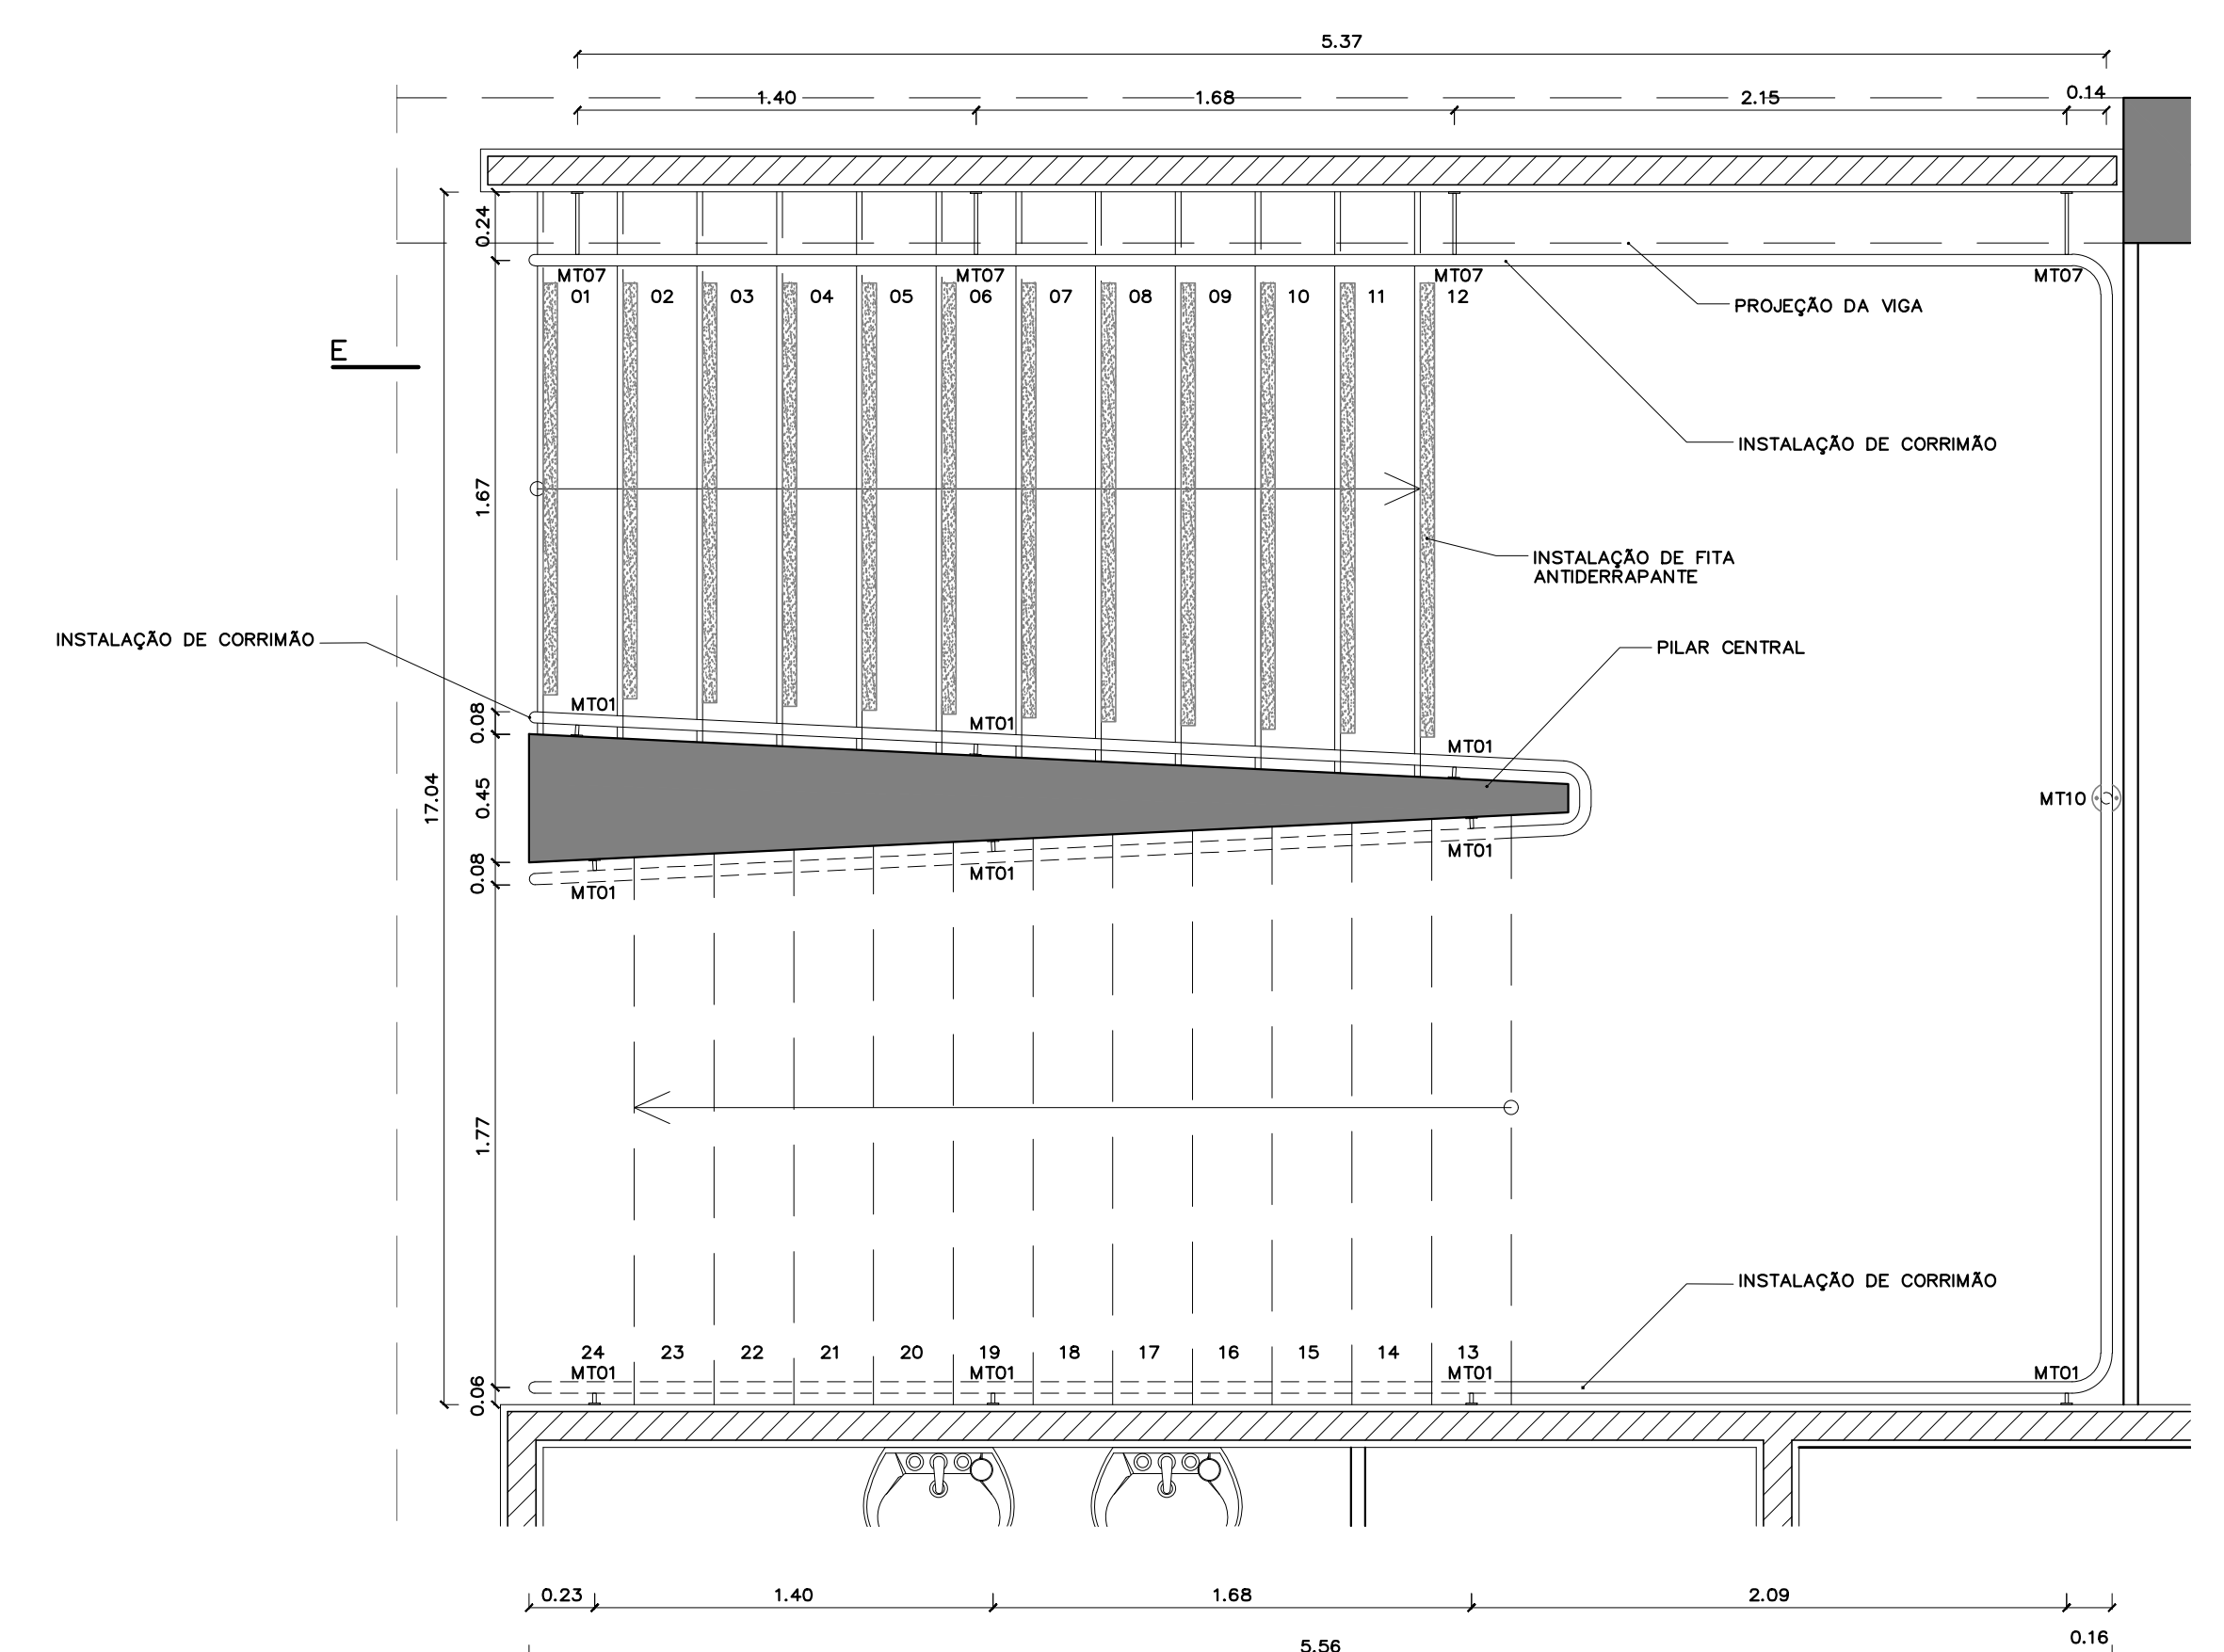 5.37
1.40 1.68 2.15 0.14
0.24
MT07 MT07 MT07 MT07
01 02 03 04 05 06 07 08 09 10 11 12
PROJEÇÃO DA VIGA
E
INSTALAÇÃO DE CORRIMÃO
1.67
INSTALAÇÃO DE FITA
ANTIDERRAPANTE
INSTALAÇÃO DE CORRIMÃO
PILAR CENTRAL
0.08
MT01 MT01 MT01
17.04
0.45
MT10
0.08
MT01 MT01 MT01
1.77
INSTALAÇÃO DE CORRIMÃO
24 23 22 21 20 19 18 17 16 15 14 13
MT01 MT01 MT01 MT01
0.06
0.23 1.40 1.68 2.09
0.16
5.56